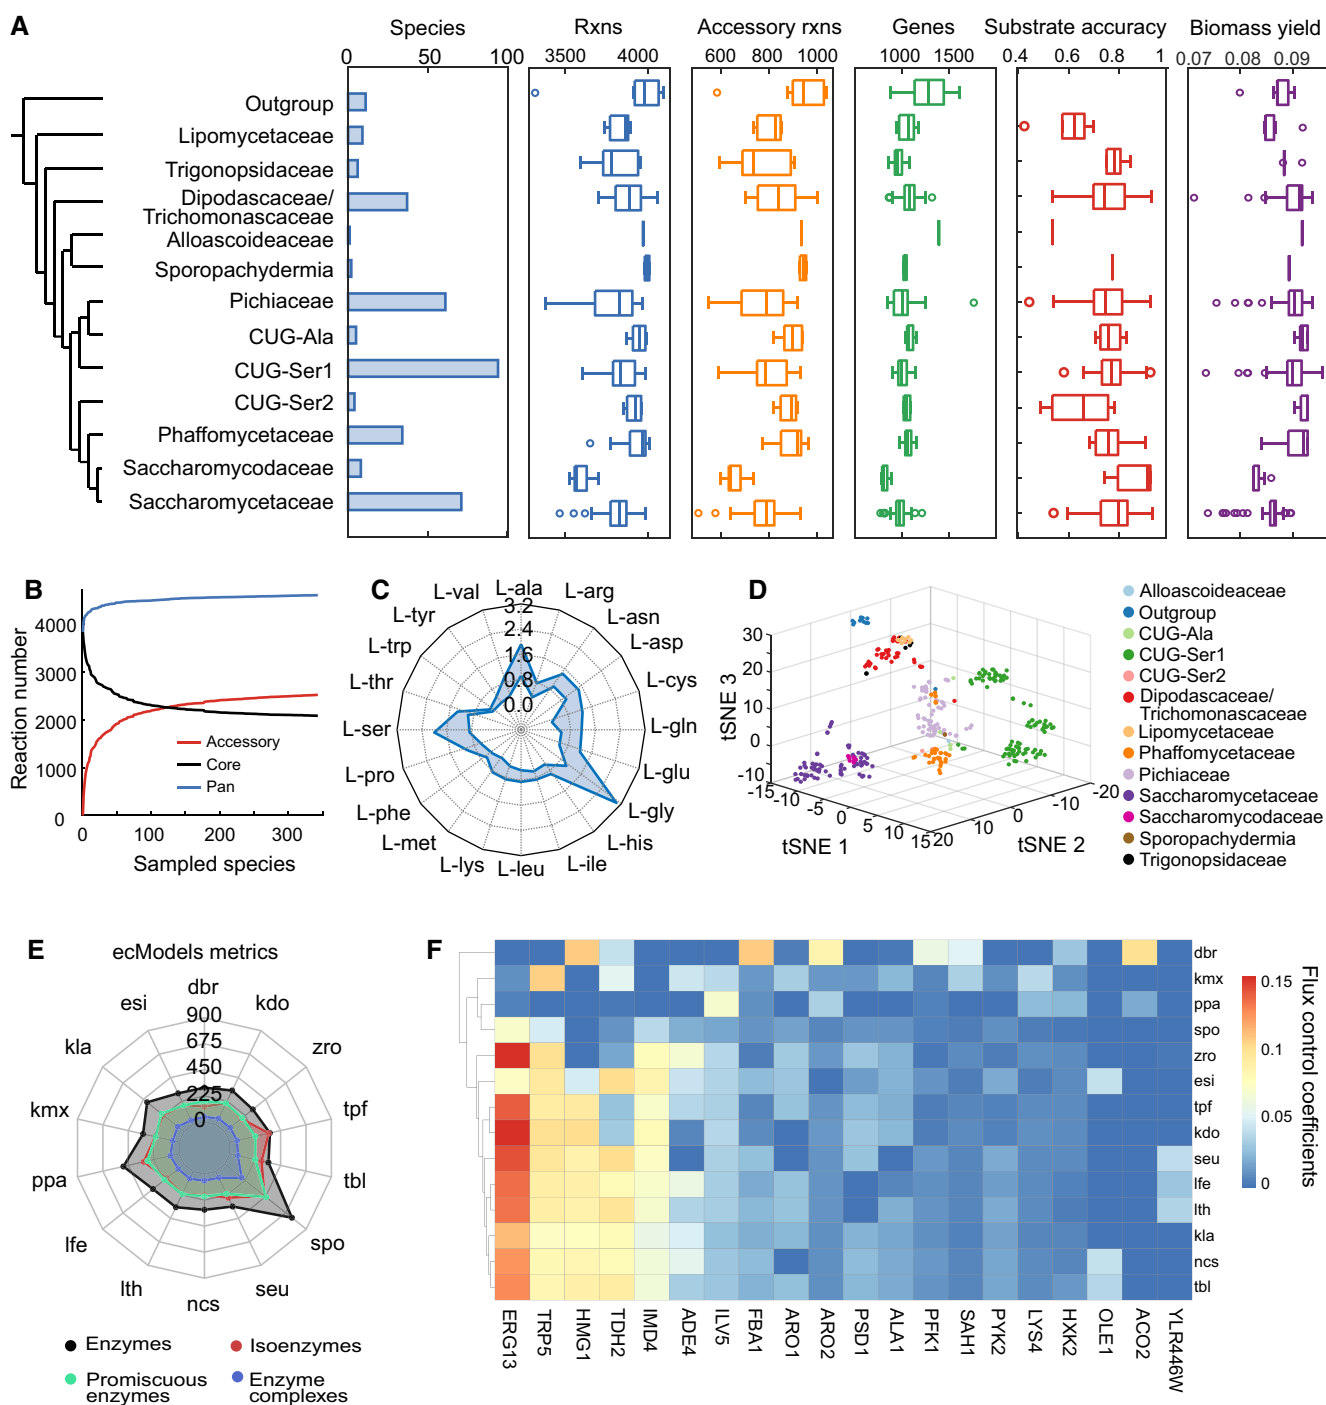 A
Species
Rxns
Accessory rxns
Genes
Substrate accuracy
Biomass yield
0 50 100
3500 4000
600 800 1000
1000 1500
0.4 0.6 0.8 1
0.07 0.08 0.09
Outgroup
Lipomycetaceae
Trigonopsidaceae
Dipodascaceae/
Trichomonascaceae
Alloascoideaceae
Sporopachydermia
Pichiaceae
CUG-Ala
CUG-Ser1
CUG-Ser2
Phaffomycetaceae
Saccharomycodaceae
Saccharomycetaceae
B
Reaction number
4000
3000
2000
1000
0
0 100 200 300
Sampled species
Accessory
Core
Pan
C
L-ala
L-arg
L-asn
L-asp
L-cys
L-gln
L-glu
L-gly
L-his
L-ile
L-leu
L-lys
L-met
L-phe
L-pro
L-ser
L-thr
L-trp
L-tyr
L-val
3.2
2.4
1.6
0.8
0.0
D
tSNE 3
30
20
10
0
-10
-15 -10 -5 0 5 10 15
tSNE 1
20 10 0 -10 -20
tSNE 2
Alloascoideaceae
Outgroup
CUG-Ala
CUG-Ser1
CUG-Ser2
Dipodascaceae/
Trichomonascaceae
Lipomycetaceae
Phaffomycetaceae
Pichiaceae
Saccharomycetaceae
Saccharomycodaceae
Sporopachydermia
Trigonopsidaceae
E
ecModels metrics
dbr
kdo
zro
tpf
tbl
spo
seu
ncs
lth
lfe
ppa
kmx
kla
esi
900
675
450
225
0
Enzymes
Isoenzymes
Promiscuous
enzymes
Enzyme
complexes
F
dbr
kmx
ppa
spo
zro
esi
tpf
kdo
seu
lfe
lth
kla
ncs
tbl
ERG13
TRP5
HMG1
TDH2
IMD4
ADE4
ILV5
FBA1
ARO1
ARO2
PSD1
ALA1
PFK1
SAH1
PYK2
LYS4
HXK2
OLE1
ACO2
YLR446W
0.15
0.1
0.05
0
Flux control coefficients